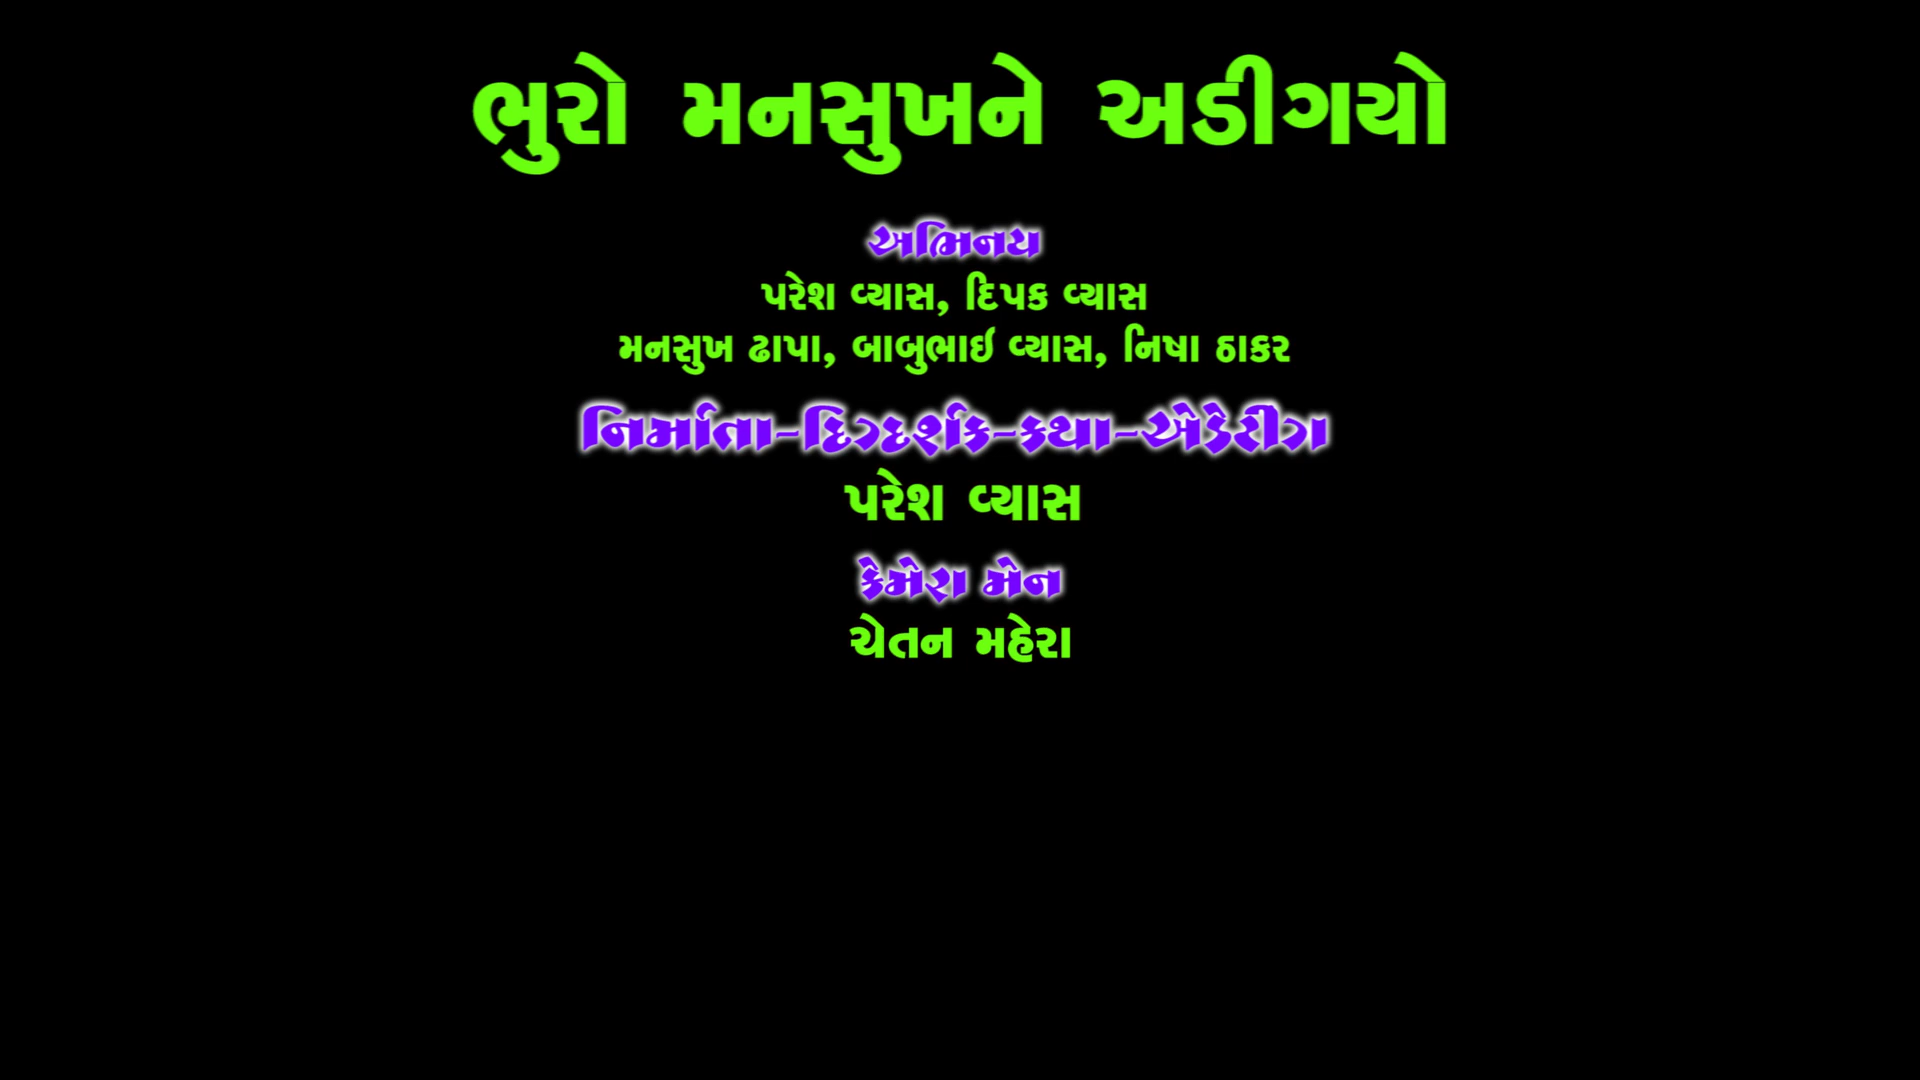 ભુરો મનસુખને અડીગયો
અભિનય
પરેશ વ્યાસ, દિપક વ્યાસ
મનસુખ ઢાપા, બાબુભાઈ વ્યાસ, નિષા ઠાકર
નિર્માતા-દિગ્દર્શક-કથા-એડેરીગ
પરેશ વ્યાસ
કેમેરા મેન
ચેતન મહેરા